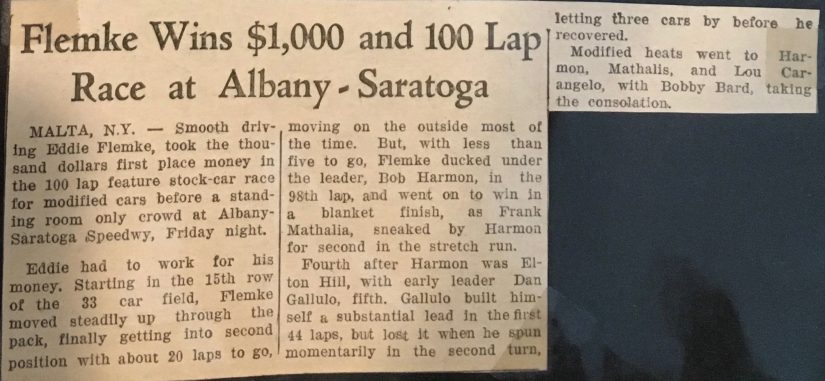 Flemke Wins $1,000 and 100 Lap
Race at Albany - Saratoga
MALTA, N.Y. — Smooth driv-
ing Eddie Flemke, took the thou-
sand dollars first place money in
the 100 lap feature stock-car race
for modified cars before a stand-
ing room only crowd at Albany-
Saratoga Speedwy, Friday night.
Eddie had to work for his
money. Starting in the 15th row
of the 33 car field, Flemke
moved steadily up through the
pack, finally getting into second
position with about 20 laps to go,
moving on the outside most of
the time. But, with less than
five to go, Flemke ducked under
the leader, Bob Harmon, in the
98th lap, and went on to win in
a blanket finish, as Frank
Mathalia, sneaked by Harmon
for second in the stretch run.
Fourth after Harmon was El-
ton Hill, with early leader Dan
Gallulo, fifth. Gallulo built him-
self a substantial lead in the first
44 laps, but lost it when he spun
momentarily in the second turn,
letting three cars by before he
recovered.
Modified heats went to Har-
mon, Mathalis, and Lou Car-
angelo, with Bobby Bard, taking
the consolation.